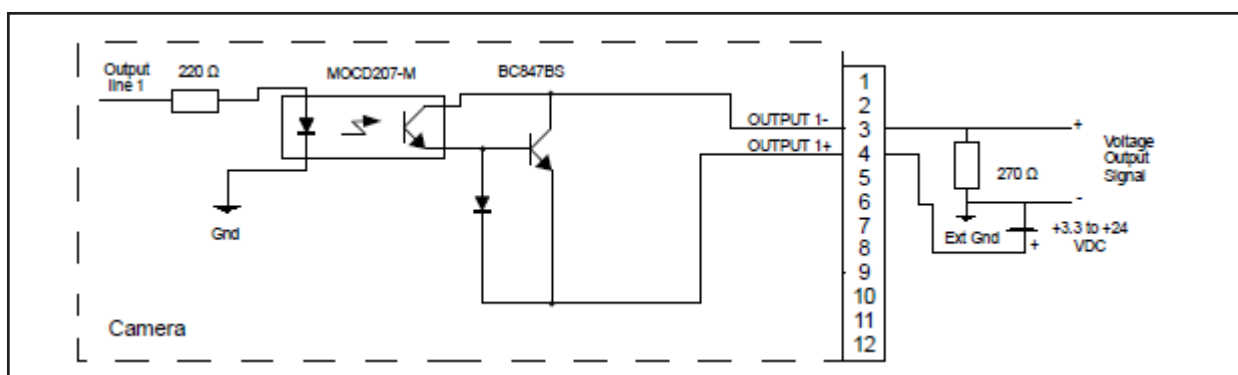 Output
line 1
220 Ω
MOCD207-M
BC847BS
Gnd
Camera
OUTPUT 1-
OUTPUT 1+
1
2
3
4
5
6
7
8
9
10
11
12
270 Ω
Ext Gnd
+
Voltage
Output
Signal
-
+3.3 to +24
VDC
+